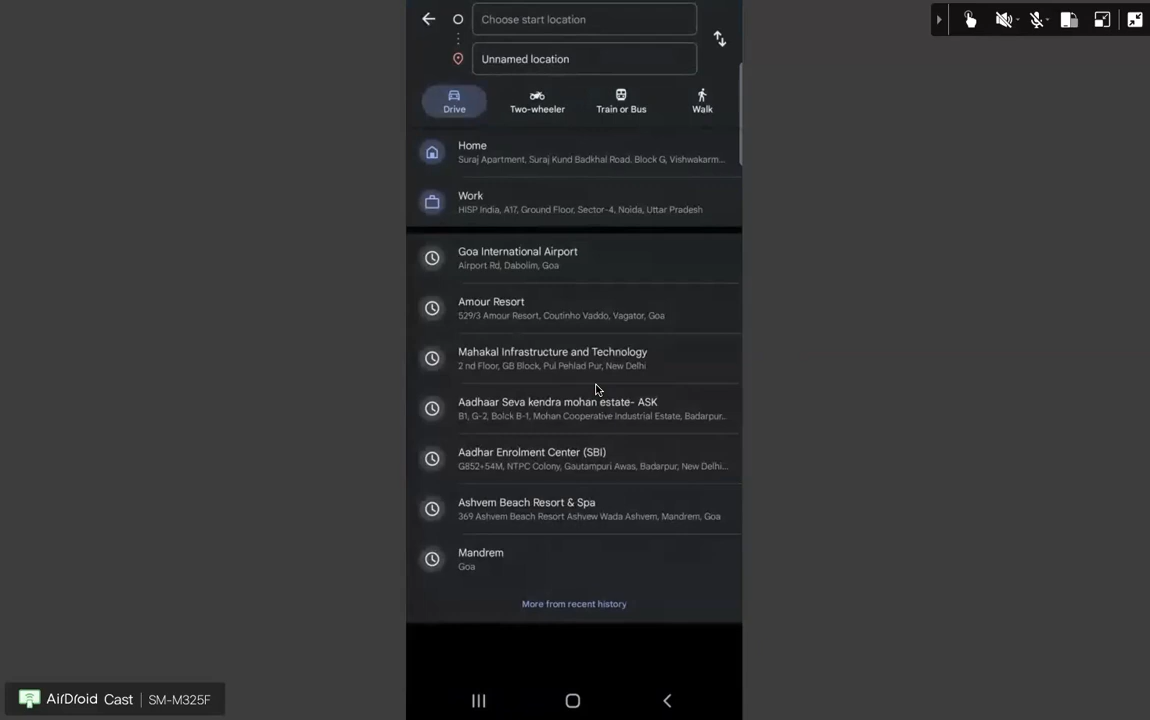 Choose start location
Unnamed location
Drive
Two-wheeler
Train or Bus
Walk
Home
Suraj Apartment, Suraj Kund Badkhal Road. Block G, Vishwakarm...
Work
HISP India, A17, Ground Floor, Sector-4, Noida, Uttar Pradesh
Goa International Airport
Airport Rd, Dabolim, Goa
Amour Resort
529/3 Amour Resort, Coutinho Vaddo, Vagator, Goa
Mahakal Infrastructure and Technology
2 nd Floor, GB Block, Pul Pehlad Pur, New Delhi
Aadhaar Seva kendra mohan estate- ASK
B1, G-2, Bolck B-1, Mohan Cooperative Industrial Estate, Badarpur...
Aadhar Enrolment Center (SBI)
G852+54M, NTPC Colony, Gautampuri Awas, Badarpur, New Delhi...
Ashvem Beach Resort & Spa
369 Ashvem Beach Resort Ashvew Wada Ashvem, Mandrem, Goa
Mandrem
Goa
More from recent history
AirDroid Cast | SM-M325F